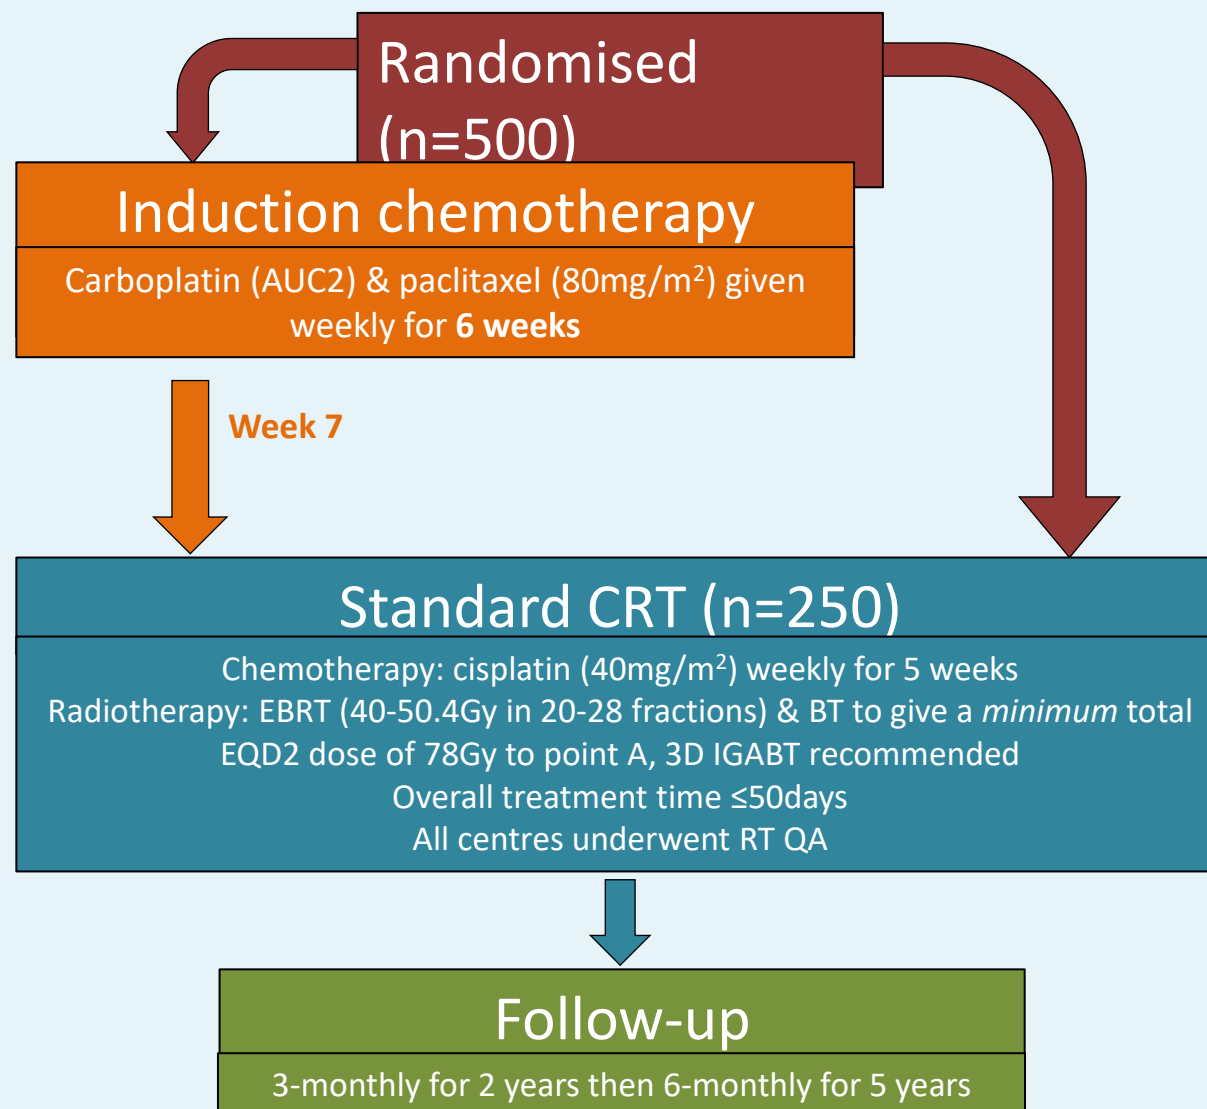 Randomised
(n=500)
Induction chemotherapy
Carboplatin (AUC2) & paclitaxel (80mg/m²) given
weekly for 6 weeks
Week 7
Standard CRT (n=250)
Chemotherapy: cisplatin (40mg/m²) weekly for 5 weeks
Radiotherapy: EBRT (40-50.4Gy in 20-28 fractions) & BT to give a minimum total
EQD2 dose of 78Gy to point A, 3D IGABT recommended
Overall treatment time ≤50days
All centres underwent RT QA
Follow-up
3-monthly for 2 years then 6-monthly for 5 years